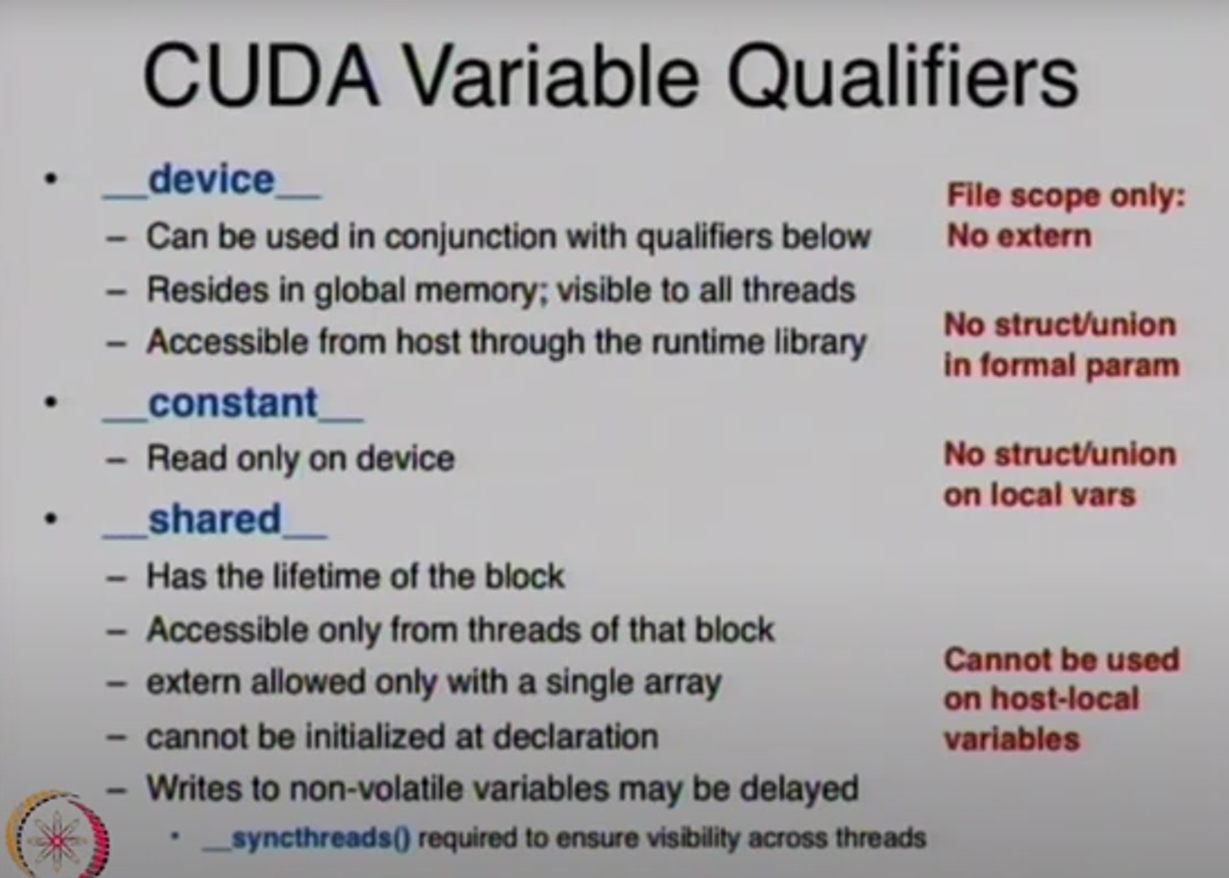 CUDA Variable Qualifiers
• __device__
– Can be used in conjunction with qualifiers below
– Resides in global memory; visible to all threads
– Accessible from host through the runtime library
• __constant__
– Read only on device
• __shared__
– Has the lifetime of the block
– Accessible only from threads of that block
– extern allowed only with a single array
– cannot be initialized at declaration
– Writes to non-volatile variables may be delayed
• __syncthreads() required to ensure visibility across threads
File scope only:
No extern
No struct/union
in formal param
No struct/union
on local vars
Cannot be used
on host-local
variables